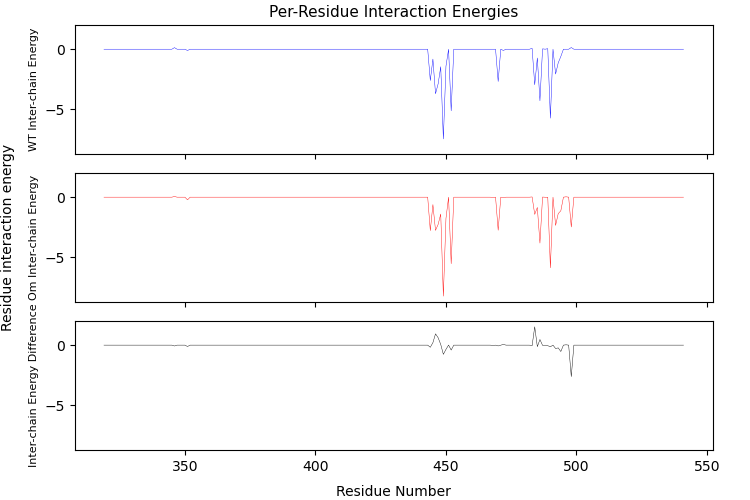 Per-Residue Interaction Energies
Residue interaction energy
WT Inter-chain Energy
0
−5
Om Inter-chain Energy
0
−5
Inter-chain Energy Difference
0
−5
350
400
450
500
550
Residue Number